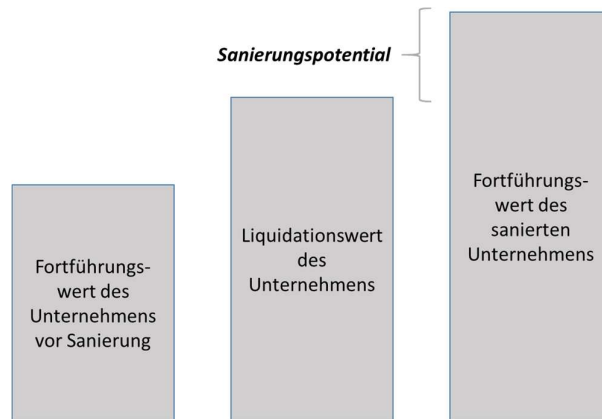 Sanierungspotential
Fortführungs-
wert des
Unternehmens
vor Sanierung
Liquidationswert
des
Unternehmens
Fortführungs-
wert des
sanierten
Unternehmens